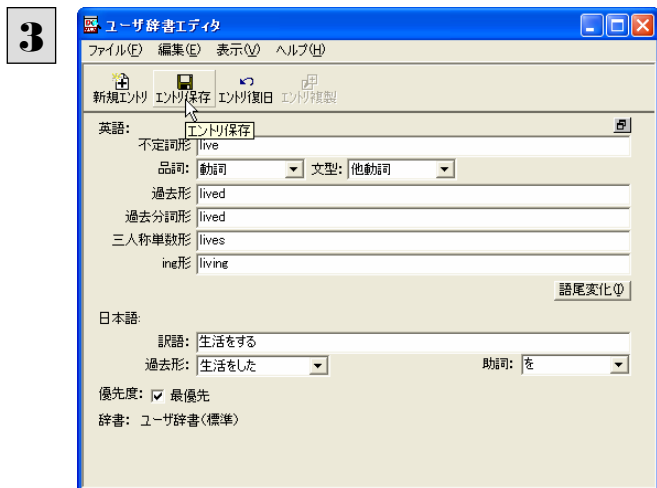 3
ユーザ辞書エディタ
ファイル(F) 編集(E) 表示(V) ヘルプ(H)
新規エントリ エントリ保存 エントリ復旧 エントリ複製
エントリ保存
英語:
不定詞形 live
品詞: 動詞 文型: 他動詞
過去形 lived
過去分詞形 lived
三人称単数形 lives
ing形 living
語尾変化(I)
日本語:
訳語: 生活をする
過去形: 生活をした 助詞: を
優先度: 最優先
辞書: ユーザ辞書(標準)